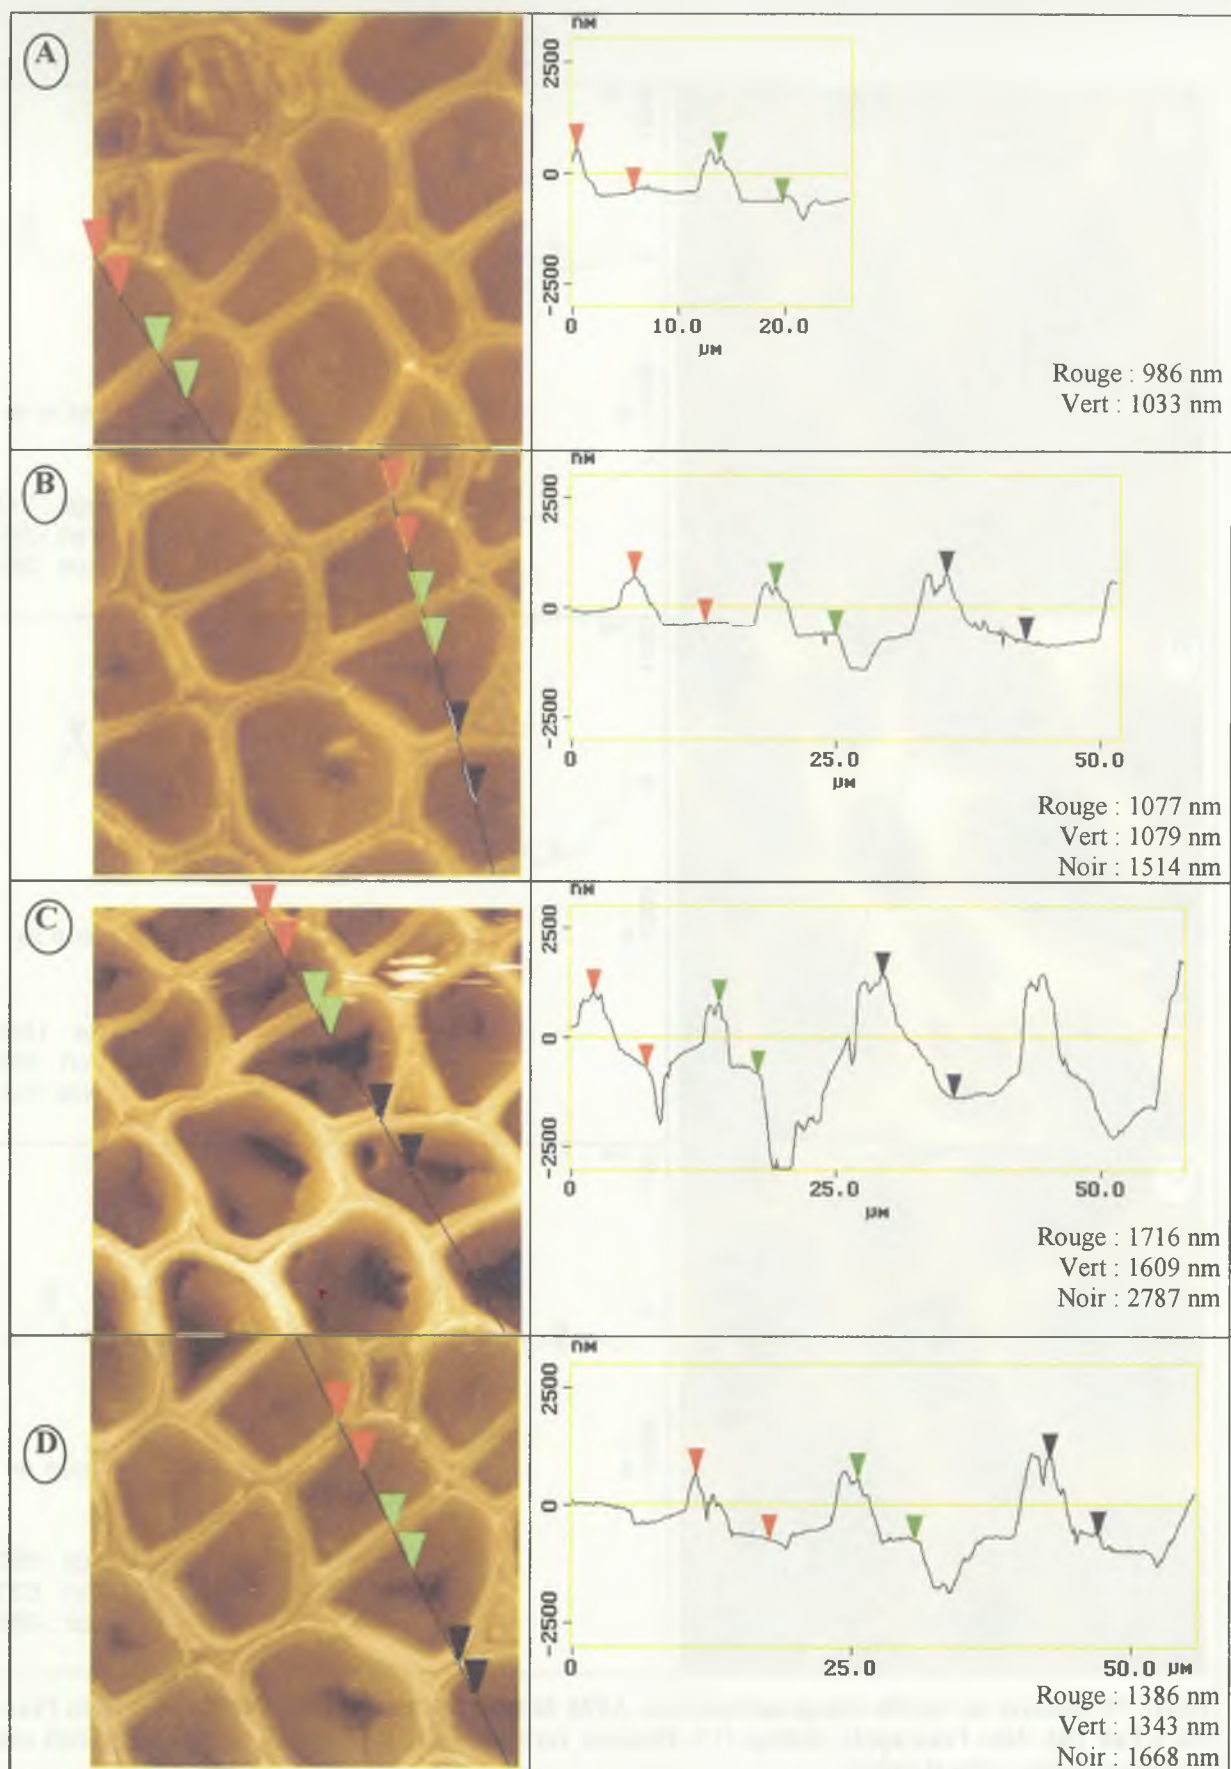 A
nM
2500
0
-2500
0 10.0 20.0
µM
Rouge : 986 nm
Vert : 1033 nm
B
nM
2500
0
-2500
0 25.0 50.0
µM
Rouge : 1077 nm
Vert : 1079 nm
Noir : 1514 nm
C
nM
2500
0
-2500
0 25.0 50.0
µM
Rouge : 1716 nm
Vert : 1609 nm
Noir : 2787 nm
D
nM
2500
0
-2500
0 25.0 50.0 µM
Rouge : 1386 nm
Vert : 1343 nm
Noir : 1668 nm